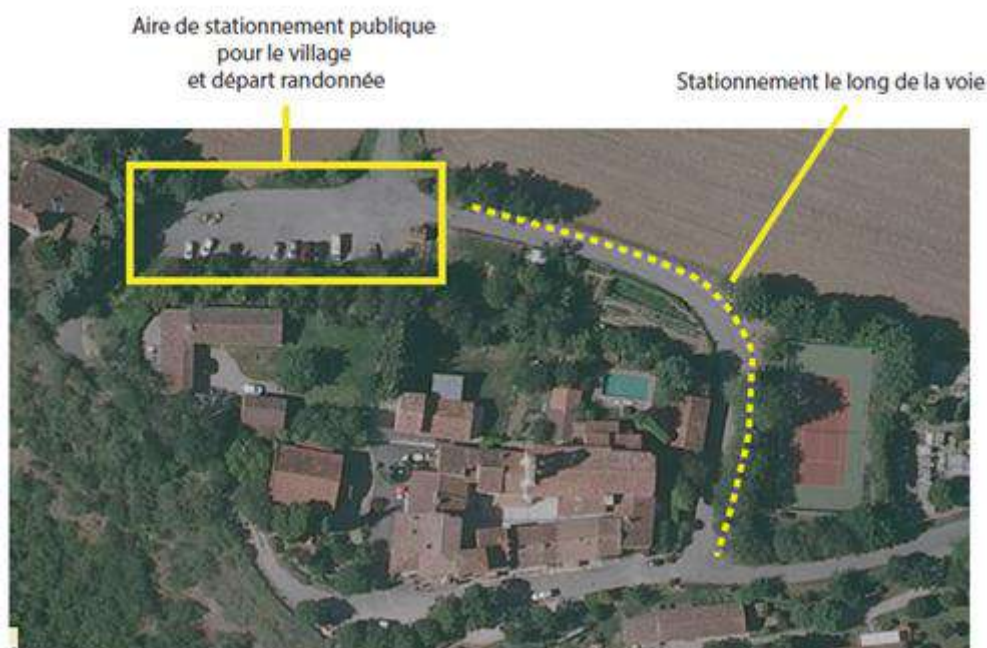 Aire de stationnement publique
pour le village
et départ randonnée
Stationnement le long de la voie